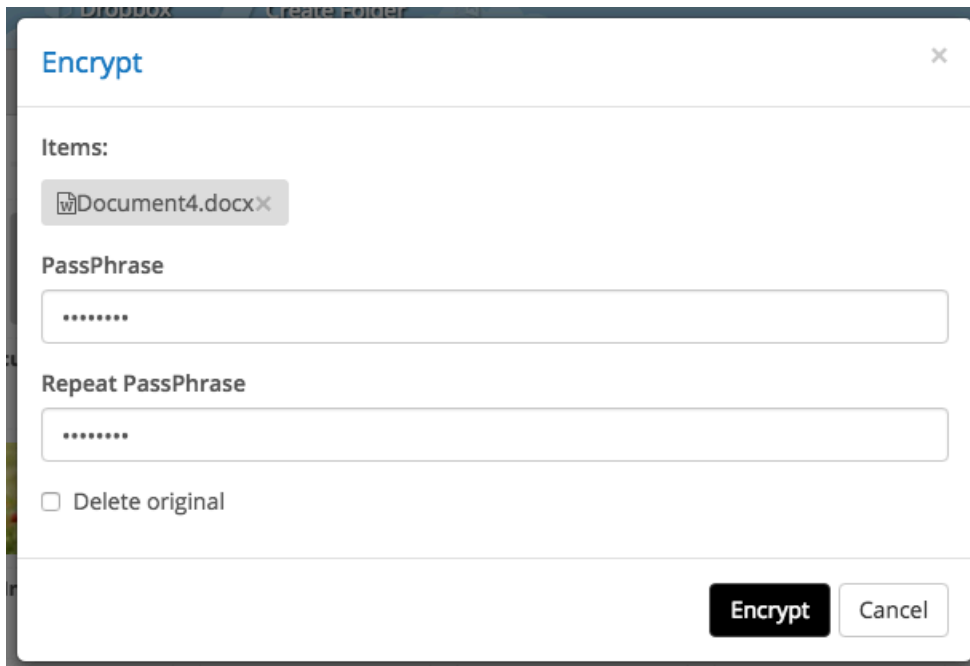 Dropbox
Create Folder
Encrypt
×
Items:
Document4.docx×
PassPhrase
••••••••
Repeat PassPhrase
••••••••
Delete original
Encrypt
Cancel